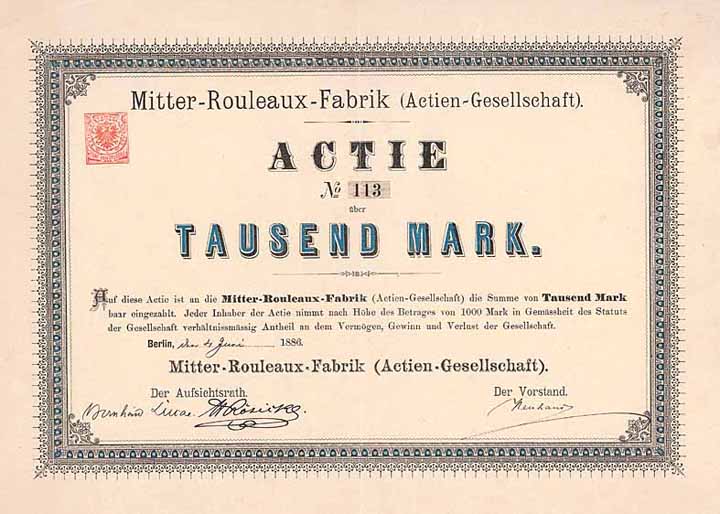 Mitter-Rouleaux-Fabrik (Actien-Gesellschaft).
ACTIE
No 113
über
TAUSEND MARK.
Auf diese Actie ist an die Mitter-Rouleaux-Fabrik (Actien-Gesellschaft) die Summe von Tausend Mark
baar eingezahlt. Jeder Inhaber der Actie nimmt nach Höhe des Betrages von 1000 Mark in Gemässheit des Statuts
der Gesellschaft verhältnissmässig Antheil an dem Vermögen, Gewinn und Verlust der Gesellschaft.
Berlin, den 4 Juni 1886.
Mitter-Rouleaux-Fabrik (Actien-Gesellschaft).
Der Aufsichtsrath. Der Vorstand.
Bernhard